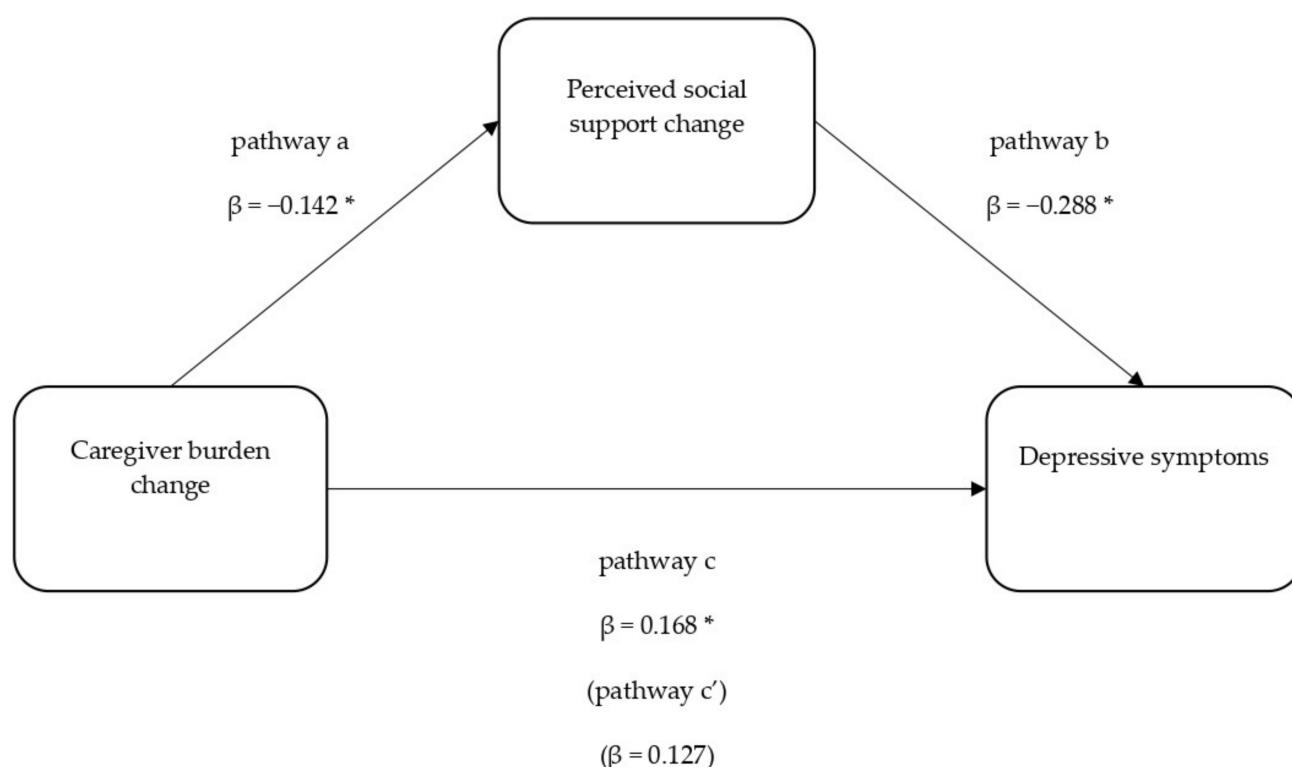 Perceived social
support change
pathway a
β = −0.142 *
pathway b
β = −0.288 *
Caregiver burden
change
Depressive symptoms
pathway c
β = 0.168 *
(pathway c′)
(β = 0.127)